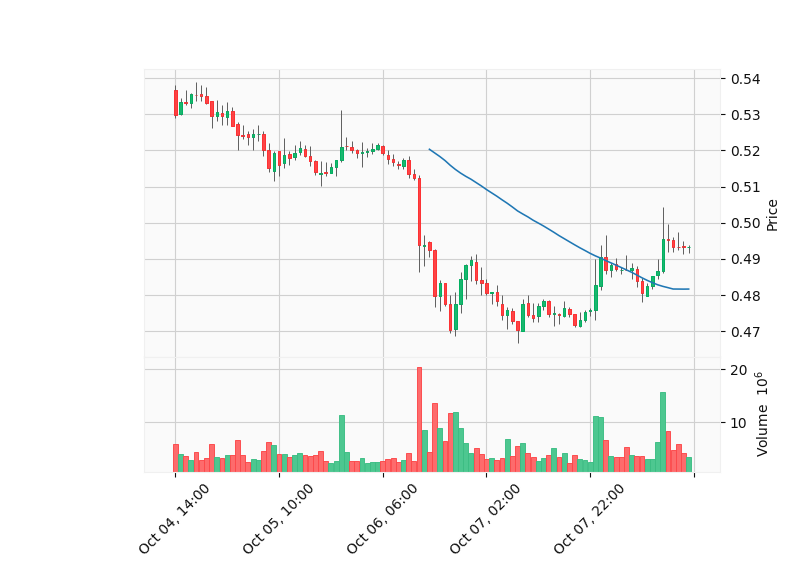 0.54
0.53
0.52
0.51
0.50
0.49
0.48
0.47
Price
20
10
Volume 10^6
Oct 04, 14:00
Oct 05, 10:00
Oct 06, 06:00
Oct 07, 02:00
Oct 07, 22:00